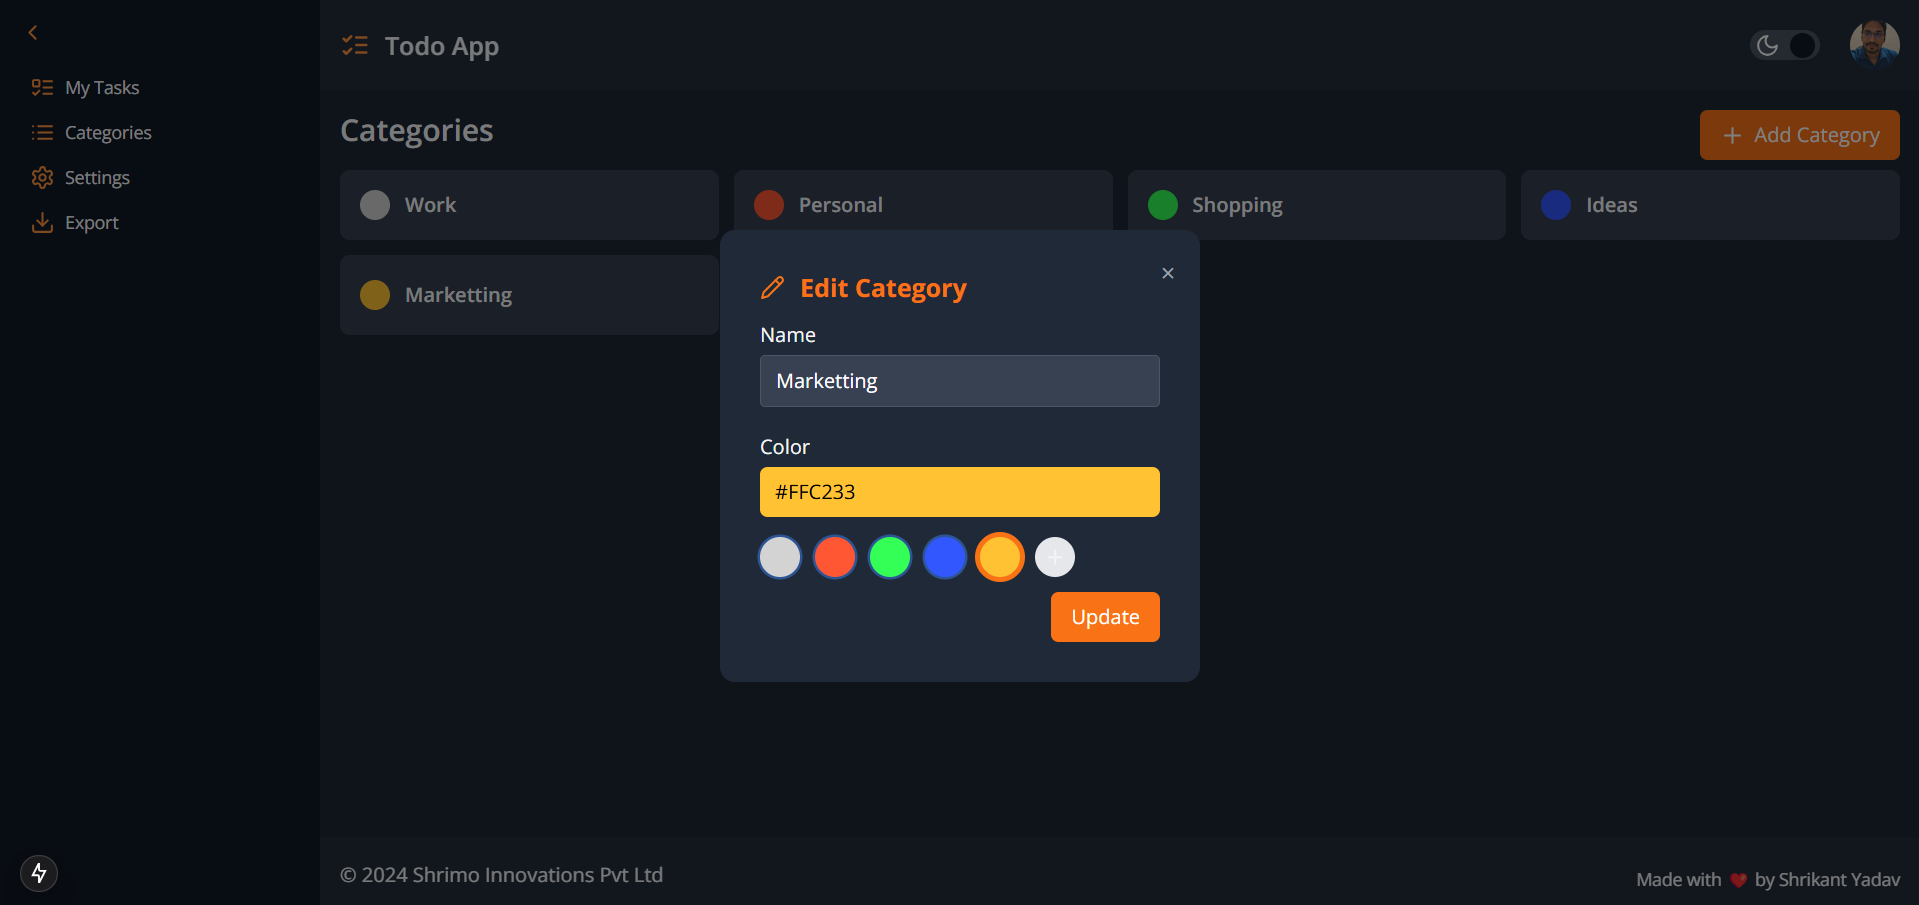 My Tasks
Categories
Settings
Export
Todo App
Categories
Add Category
Work
Personal
Shopping
Ideas
Marketting
Edit Category
Name
Marketting
Color
#FFC233
Update
© 2024 Shrimo Innovations Pvt Ltd
Made with ❤️ by Shrikant Yadav